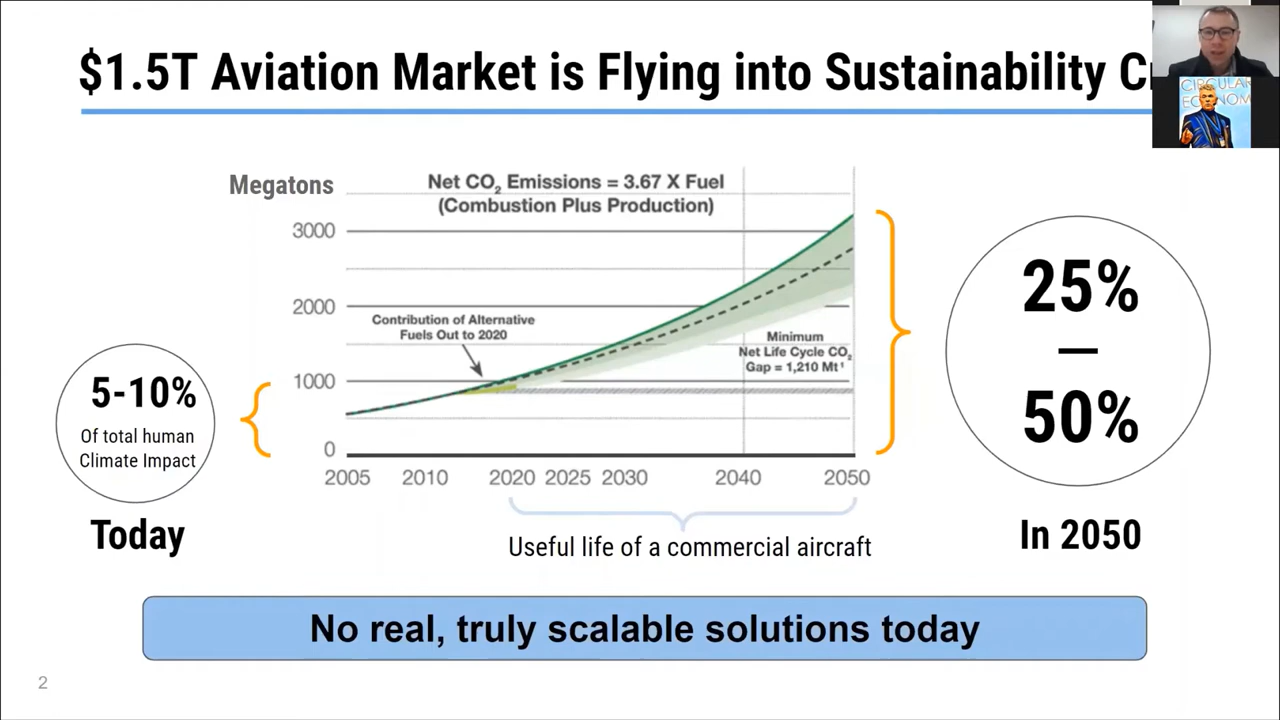 $1.5T Aviation Market is Flying into Sustainability
CIRCULAR
ECONOM
Megatons
Net CO₂ Emissions = 3.67 X Fuel
(Combustion Plus Production)
3000
2000
1000
0
Contribution of Alternative
Fuels Out to 2020
Minimum
Net Life Cycle CO₂
Gap = 1,210 Mt¹
2005 2010 2020 2025 2030 2040 2050
Useful life of a commercial aircraft
5-10%
Of total human
Climate Impact
Today
25%
—
50%
In 2050
No real, truly scalable solutions today
2